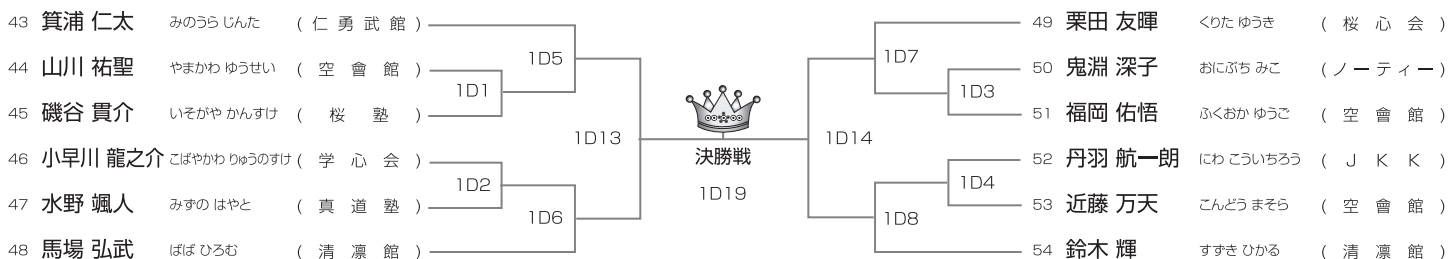 43 箕浦 仁太 みのうら じんた (仁勇武館)
44 山川 祐聖 やまかわ ゆうせい (空會館)
45 磯谷 貫介 いそがや かんすけ (桜塾)
46 小早川 龍之介 こばやかわ りゅうのすけ (学心会)
47 水野 颯人 みずの はやと (真道塾)
48 馬場 弘武 ばば ひろむ (清凛館)
1D5
1D1
1D13
1D2
1D6
決勝戦
1D19
1D7
1D3
1D14
1D4
1D8
49 栗田 友暉 くりた ゆうき (桜心会)
50 鬼淵 深子 おにぶち みこ (ノーティー)
51 福岡 佑悟 ふくおか ゆうご (空會館)
52 丹羽 航一朗 にわ こういちろう (JKK)
53 近藤 万天 こんどう まそら (空會館)
54 鈴木 輝 すずき ひかる (清凛館)